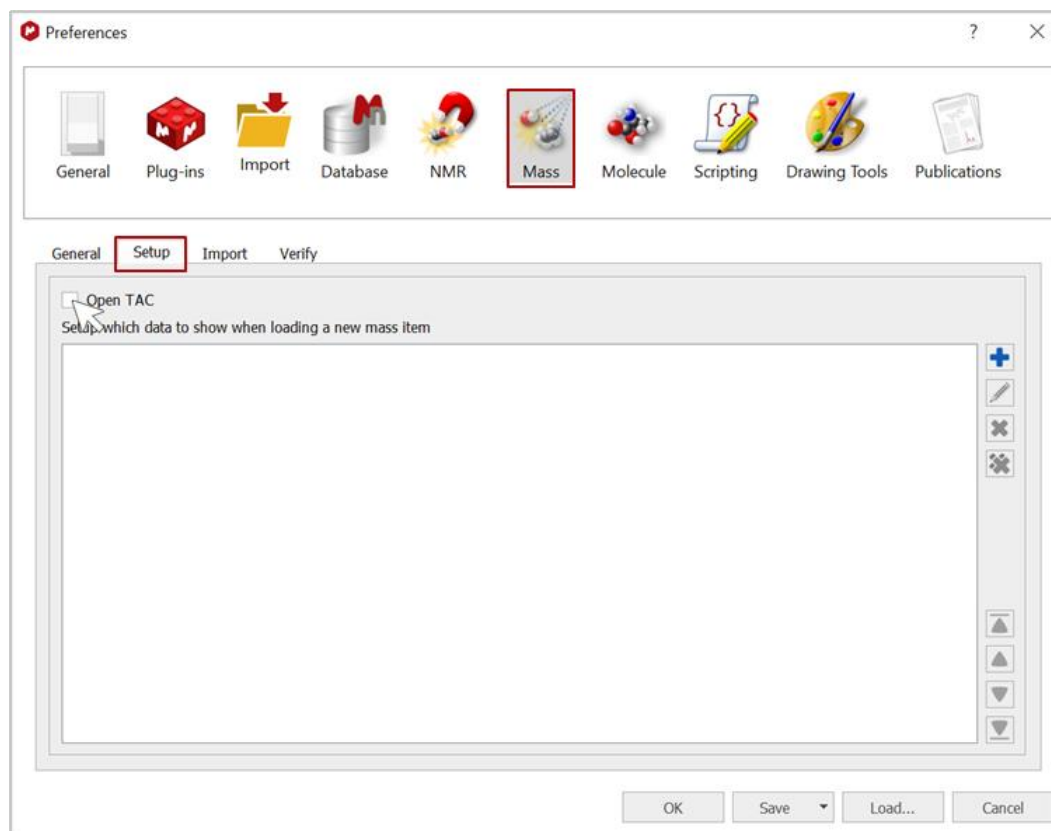 Preferences
?
General Plug-ins Import Database NMR Mass Molecule Scripting Drawing Tools Publications
General Setup Import Verify
Open TAC
Setup which data to show when loading a new mass item
OK Save Load... Cancel